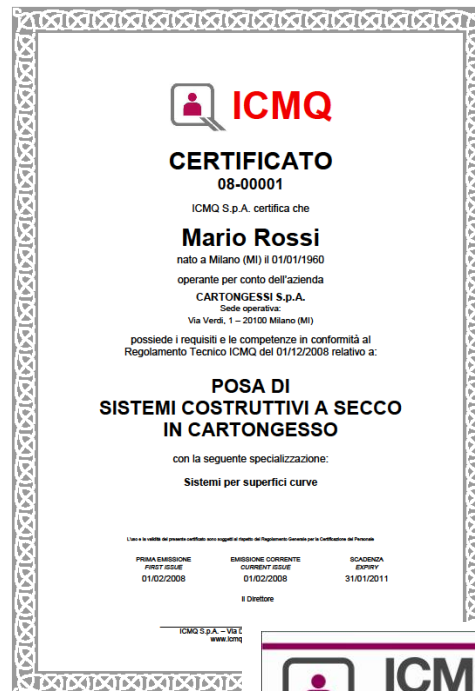 ICMQ
CERTIFICATO
08-00001
ICMQ S.p.A. certifica che
Mario Rossi
nato a Milano (MI) il 01/01/1960
operante per conto dell'azienda
CARTONGESSI S.p.A.
Sede operativa:
Via Verdi, 1 – 20100 Milano (MI)
possiede i requisiti e le competenze in conformità al
Regolamento Tecnico ICMQ del 01/12/2008 relativo a:
POSA DI
SISTEMI COSTRUTTIVI A SECCO
IN CARTONGESSO
con la seguente specializzazione:
Sistemi per superfici curve
L'uso e la validità del presente certificato sono soggetti al rispetto del Regolamento Generale per la Certificazione del Personale
PRIMA EMISSIONE EMISSIONE CORRENTE SCADENZA
FIRST ISSUE CURRENT ISSUE EXPIRY
01/02/2008 01/02/2008 31/01/2011
Il Direttore
ICMQ S.p.A. – Via
www.icmq
ICM